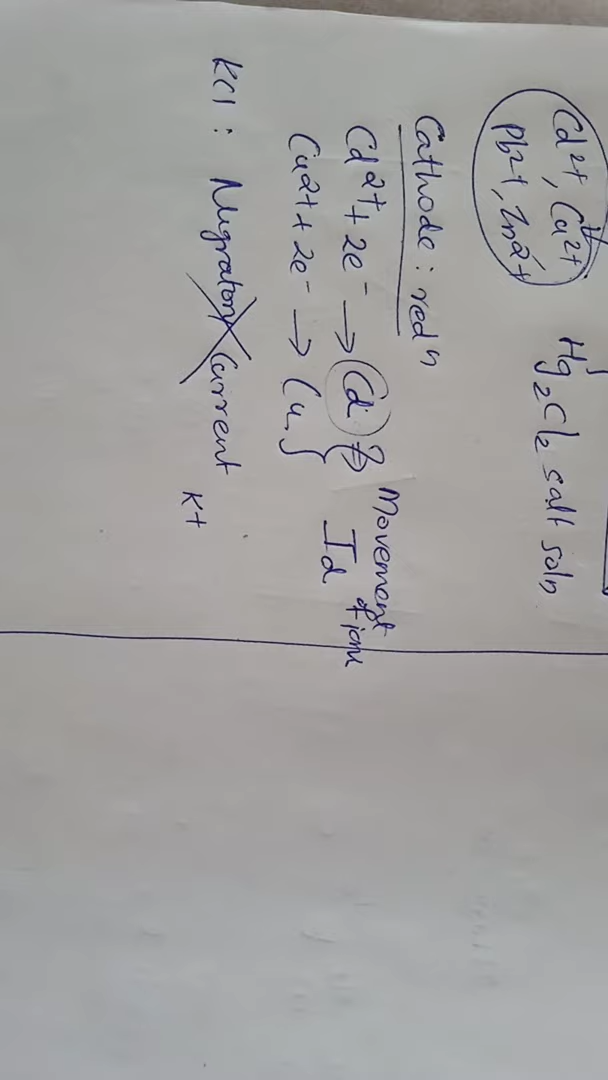 Cd2+, Cu2+
Pb2+, Zn2+
Hg2Cl2 salt soln
Cathode : redn
Movement of ions
Cd2+ + 2e- → Cd
Id
Cu2+ + 2e- → Cu
KCl : Migratory Current
K+